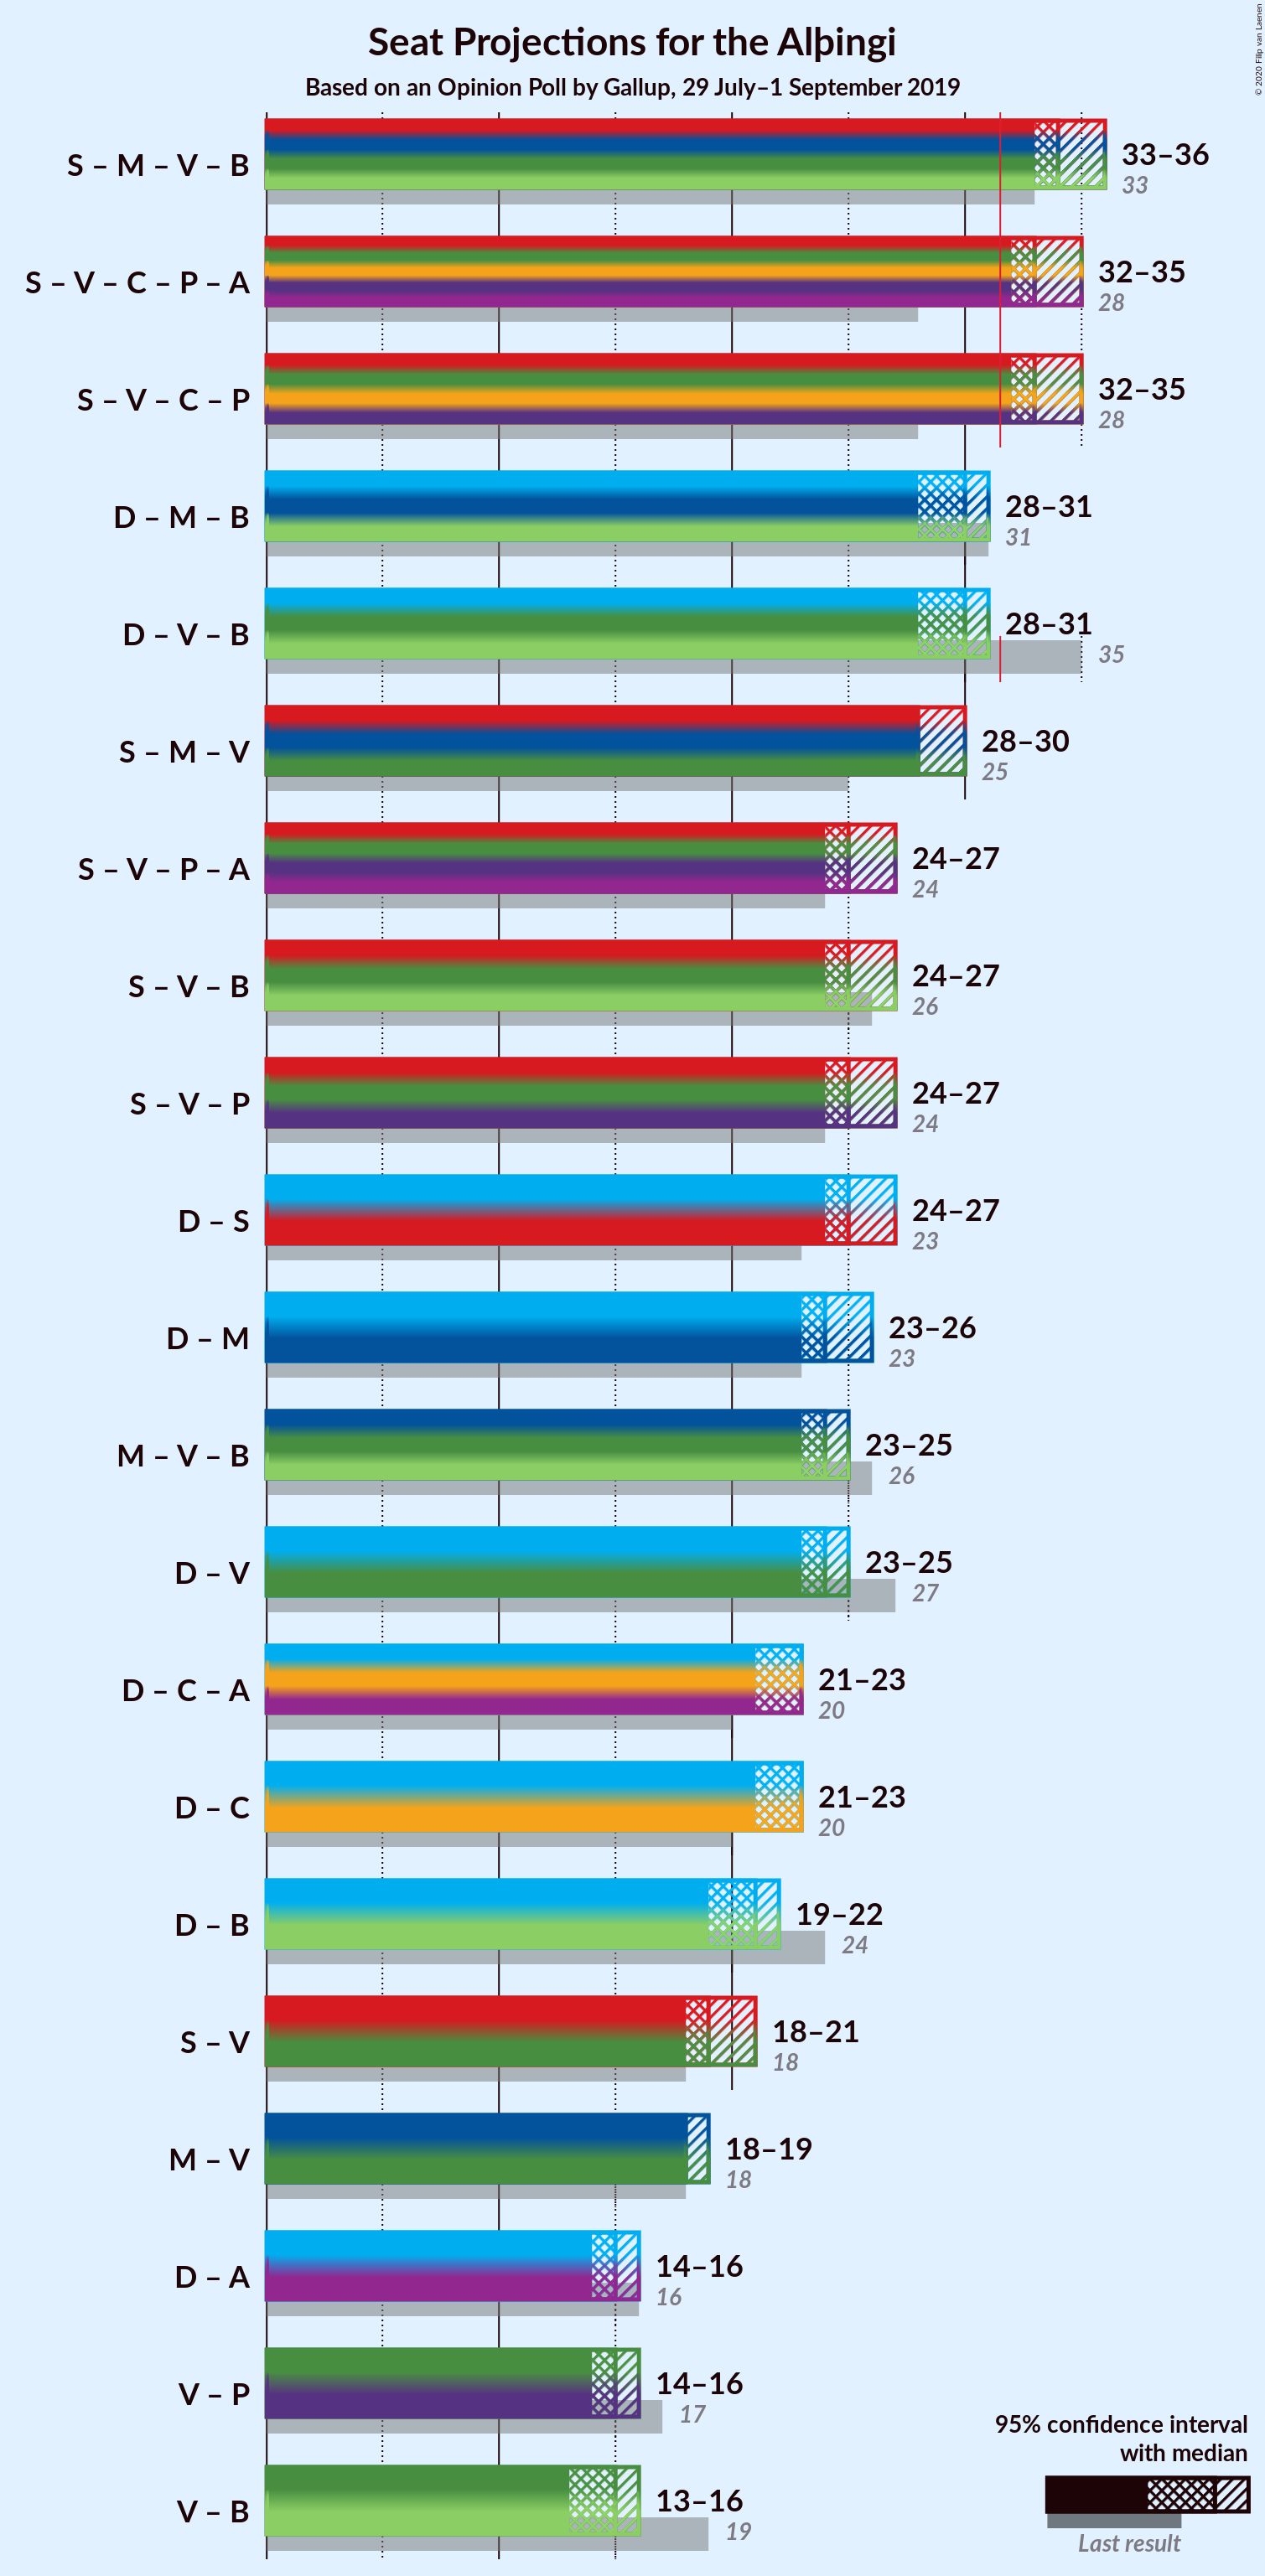 Seat Projections for the Alþingi
Based on an Opinion Poll by Gallup, 29 July–1 September 2019
© 2020 Filip van Laenen
S – M – V – B
33–36
33
S – V – C – P – A
32–35
28
S – V – C – P
32–35
28
D – M – B
28–31
31
D – V – B
28–31
35
S – M – V
28–30
25
S – V – P – A
24–27
24
S – V – B
24–27
26
S – V – P
24–27
24
D – S
24–27
23
D – M
23–26
23
M – V – B
23–25
26
D – V
23–25
27
D – C – A
21–23
20
D – C
21–23
20
D – B
19–22
24
S – V
18–21
18
M – V
18–19
18
D – A
14–16
16
V – P
14–16
17
V – B
13–16
19
95% confidence interval
with median
Last result